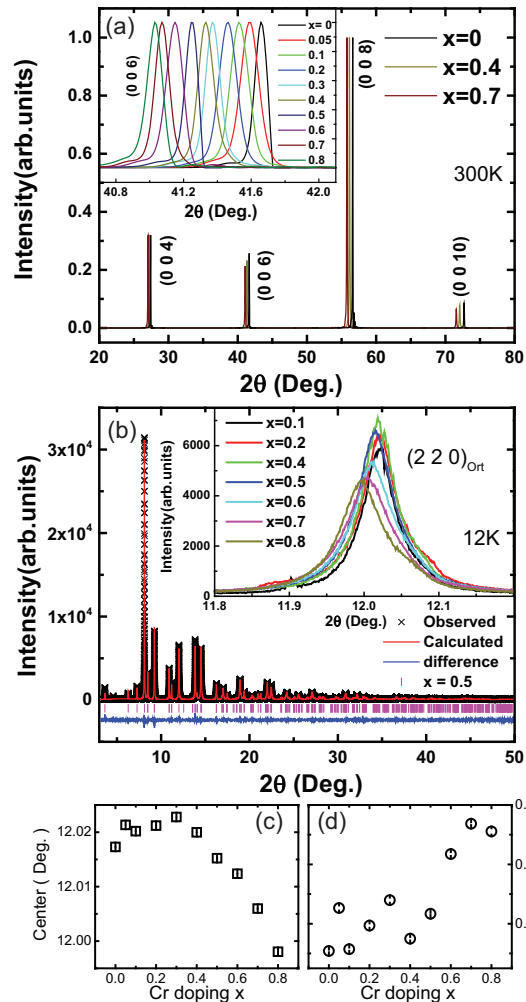 (a)
(0 0 6)
x= 0
0.05
0.1
0.2
0.3
0.4
0.5
0.6
0.7
0.8
40.8 41.2 41.6 42.0
2θ (Deg.)
(0 0 8)
x=0
x=0.4
x=0.7
300K
(0 0 4)
(0 0 6)
(0 0 10)
Intensity(arb.units)
1.0
0.8
0.6
0.4
0.2
0.0
20 30 40 50 60 70 80
2θ (Deg.)
(b)
Intensity(arb.units)
3x10⁴
2x10⁴
1x10⁴
0
x=0.1
x=0.2
x=0.4
x=0.5
x=0.6
x=0.7
x=0.8
Intensity(arb.units)
6000
4000
2000
0
(2 2 0)Ort
12K
11.8 11.9 12.0 12.1
2θ (Deg.)
× Observed
Calculated
difference
x = 0.5
10 20 30 40 50
2θ (Deg.)
(c)
Center ( Deg. )
12.02
12.01
12.00
0.0 0.2 0.4 0.6 0.8
Cr doping x
(d)
0.0 0.2 0.4 0.6 0.8
Cr doping x